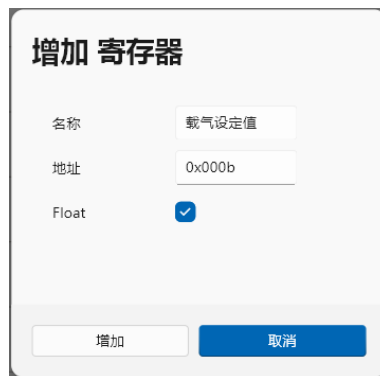 增加 寄存器
名称 载气设定值
地址 0x000b
Float
增加 取消